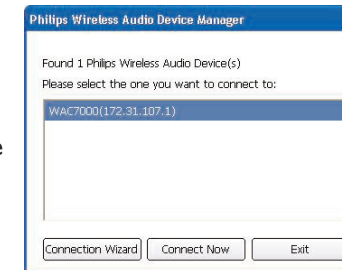 Philips Wireless Audio Device Manager
Found 1 Philips Wireless Audio Device(s)
Please select the one you want to connect to:
WAC7000(172.31.107.1)
e
Connection Wizard Connect Now Exit